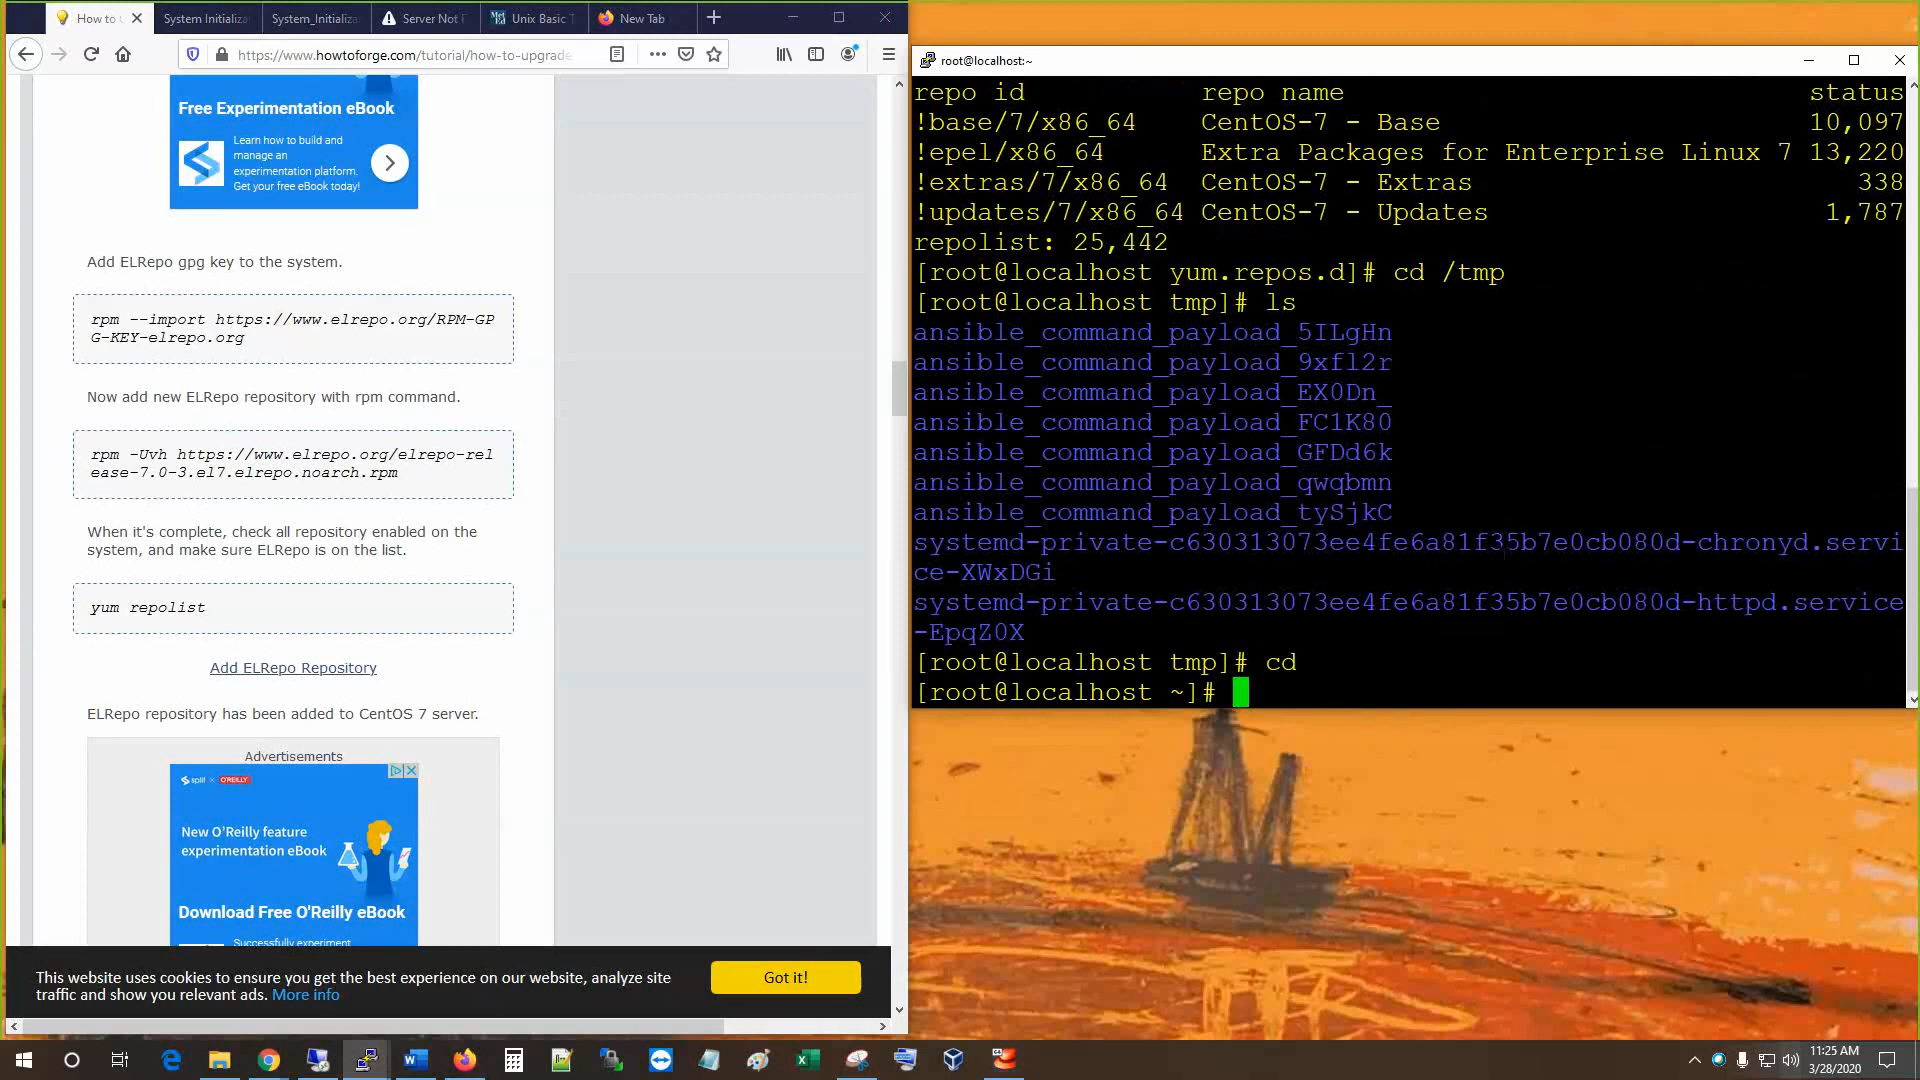 How to U
System Initializa
System_Initializa
Server Not F
Unix Basic T
New Tab
https://www.howtoforge.com/tutorial/how-to-upgrade
Free Experimentation eBook
Learn how to build and
manage an
experimentation platform.
Get your free eBook today!
Add ELRepo gpg key to the system.
rpm --import https://www.elrepo.org/RPM-GP
G-KEY-elrepo.org
Now add new ELRepo repository with rpm command.
rpm -Uvh https://www.elrepo.org/elrepo-rel
ease-7.0-3.el7.elrepo.noarch.rpm
When it's complete, check all repository enabled on the
system, and make sure ELRepo is on the list.
yum repolist
Add ELRepo Repository
ELRepo repository has been added to CentOS 7 server.
Advertisements
split × O'REILLY
New O'Reilly feature
experimentation eBook
Download Free O'Reilly eBook
Successfully experiment
This website uses cookies to ensure you get the best experience on our website, analyze site
traffic and show you relevant ads. More info
Got it!
root@localhost:~
repo id repo name status
!base/7/x86_64 CentOS-7 - Base 10,097
!epel/x86_64 Extra Packages for Enterprise Linux 7 13,220
!extras/7/x86_64 CentOS-7 - Extras 338
!updates/7/x86_64 CentOS-7 - Updates 1,787
repolist: 25,442
[root@localhost yum.repos.d]# cd /tmp
[root@localhost tmp]# ls
ansible_command_payload_5ILgHn
ansible_command_payload_9xfl2r
ansible_command_payload_EX0Dn_
ansible_command_payload_FC1K80
ansible_command_payload_GFDd6k
ansible_command_payload_qwqbmn
ansible_command_payload_tySjkC
systemd-private-c630313073ee4fe6a81f35b7e0cb080d-chronyd.servi
ce-XWxDGi
systemd-private-c630313073ee4fe6a81f35b7e0cb080d-httpd.service
-EpqZ0X
[root@localhost tmp]# cd
[root@localhost ~]#
11:25 AM
3/28/2020